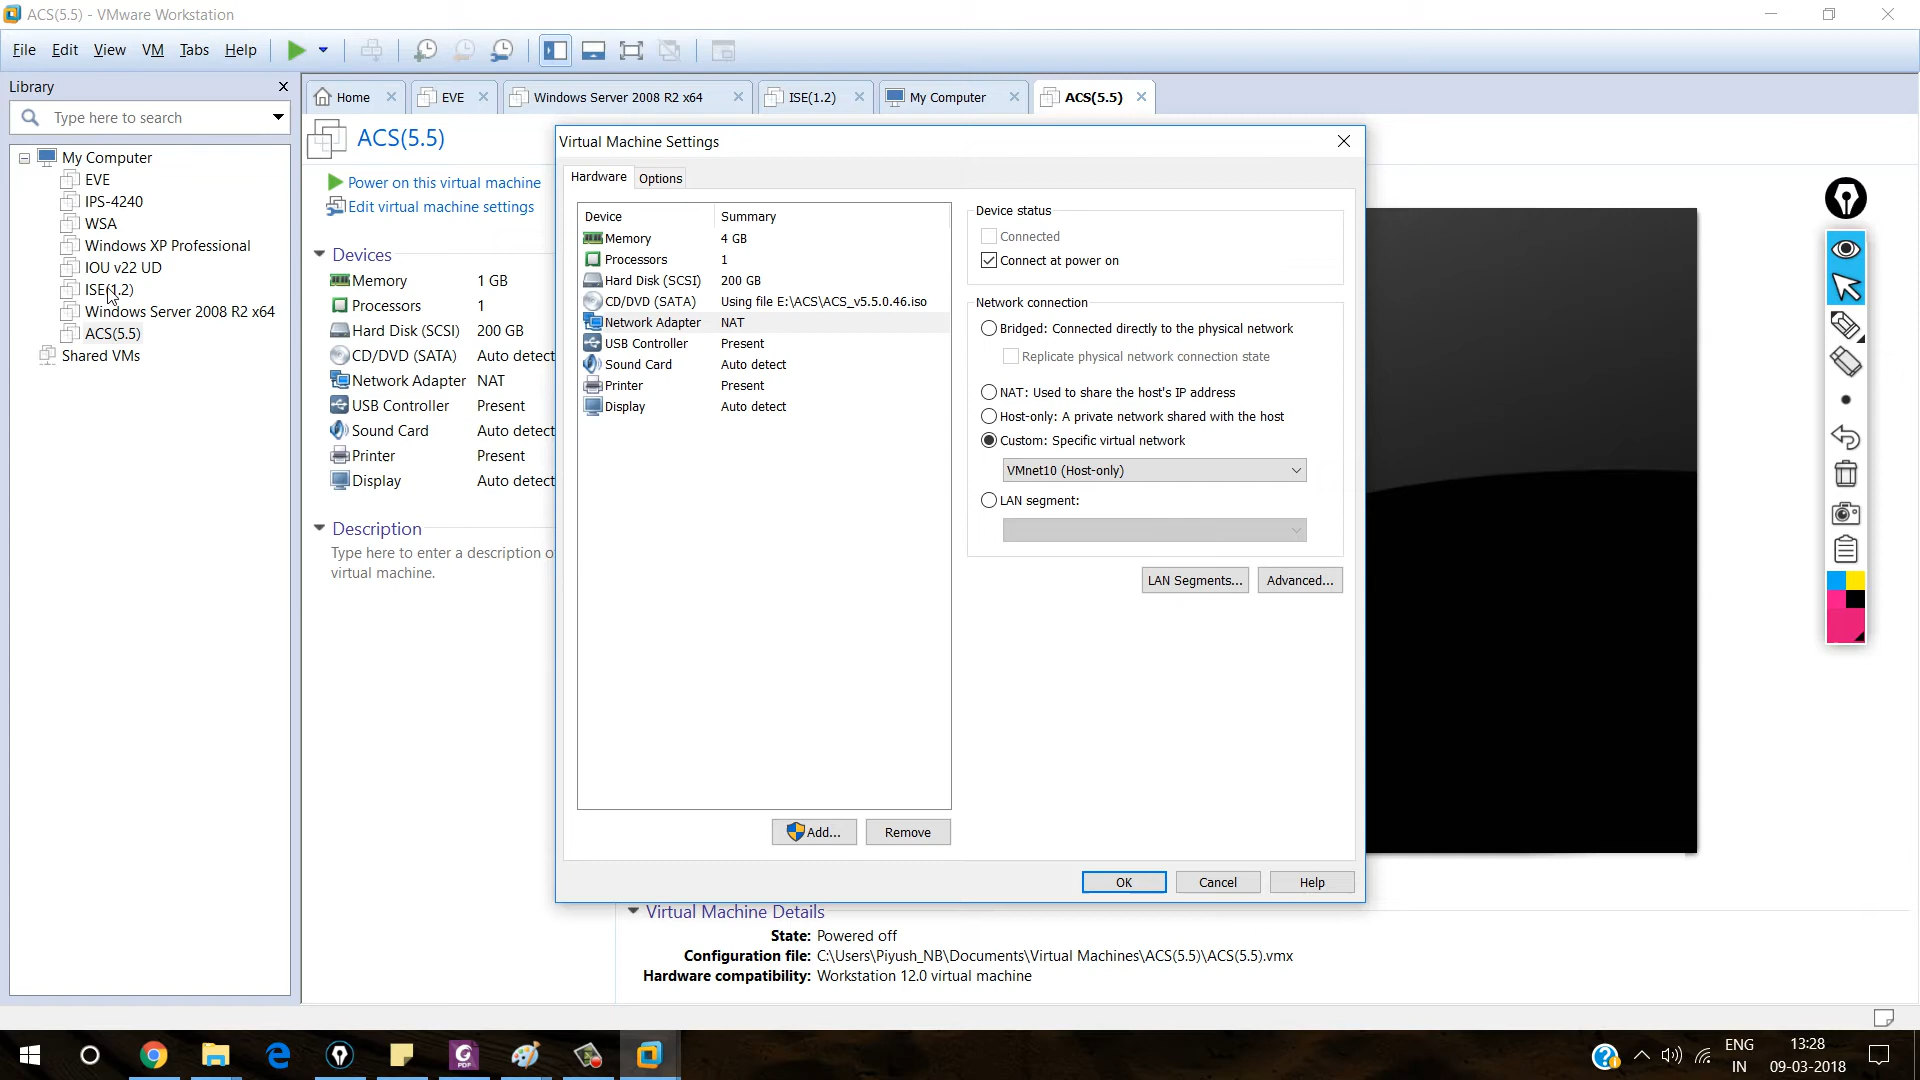 ACS(5.5) - VMware Workstation
File Edit View VM Tabs Help
Library
Type here to search
My Computer
EVE
IPS-4240
WSA
Windows XP Professional
IOU v22 UD
ISE(1.2)
Windows Server 2008 R2 x64
ACS(5.5)
Shared VMs
Home EVE Windows Server 2008 R2 x64 ISE(1.2) My Computer ACS(5.5)
ACS(5.5)
Power on this virtual machine
Edit virtual machine settings
Devices
Memory 1 GB
Processors 1
Hard Disk (SCSI) 200 GB
CD/DVD (SATA) Auto detect
Network Adapter NAT
USB Controller Present
Sound Card Auto detect
Printer Present
Display Auto detect
Description
Type here to enter a description o
virtual machine.
Virtual Machine Settings
Hardware Options
Device Summary
Memory 4 GB
Processors 1
Hard Disk (SCSI) 200 GB
CD/DVD (SATA) Using file E:\ACS\ACS_v5.5.0.46.iso
Network Adapter NAT
USB Controller Present
Sound Card Auto detect
Printer Present
Display Auto detect
Add... Remove
Device status
Connected
Connect at power on
Network connection
Bridged: Connected directly to the physical network
Replicate physical network connection state
NAT: Used to share the host's IP address
Host-only: A private network shared with the host
Custom: Specific virtual network
VMnet10 (Host-only)
LAN segment:
LAN Segments... Advanced...
OK Cancel Help
Virtual Machine Details
State: Powered off
Configuration file: C:\Users\Piyush_NB\Documents\Virtual Machines\ACS(5.5)\ACS(5.5).vmx
Hardware compatibility: Workstation 12.0 virtual machine
PDF
ENG
IN
13:28
09-03-2018